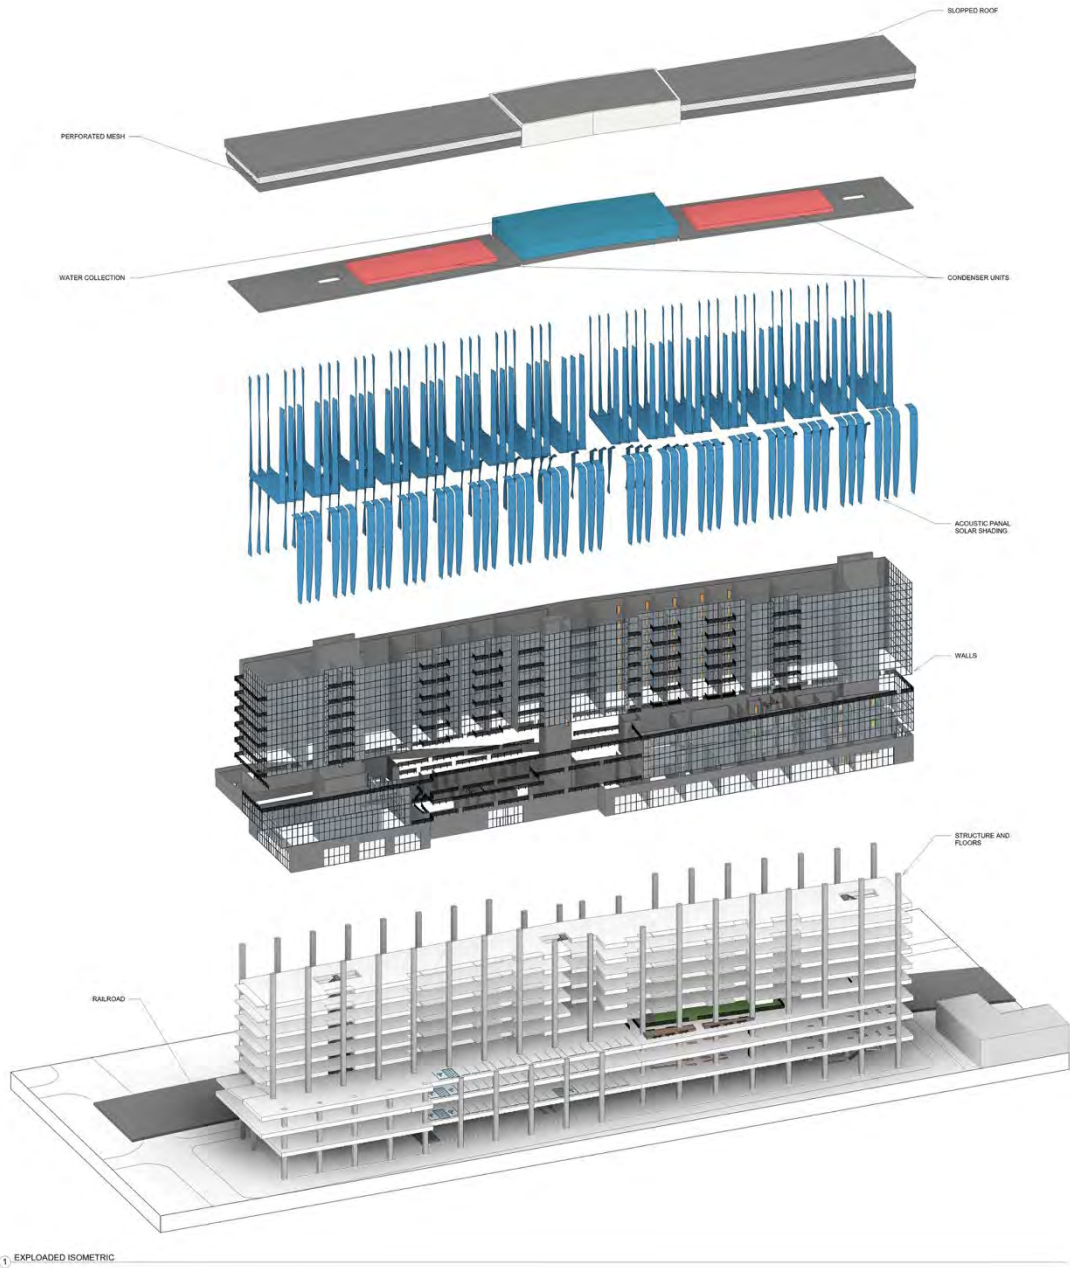 SLOPPED ROOF
PERFORATED MESH
WATER COLLECTION
CONDENSER UNITS
ACOUSTIC PANAL
SOLAR SHADING
WALLS
STRUCTURE AND
FLOORS
RAILROAD
1 EXPLOADED ISOMETRIC